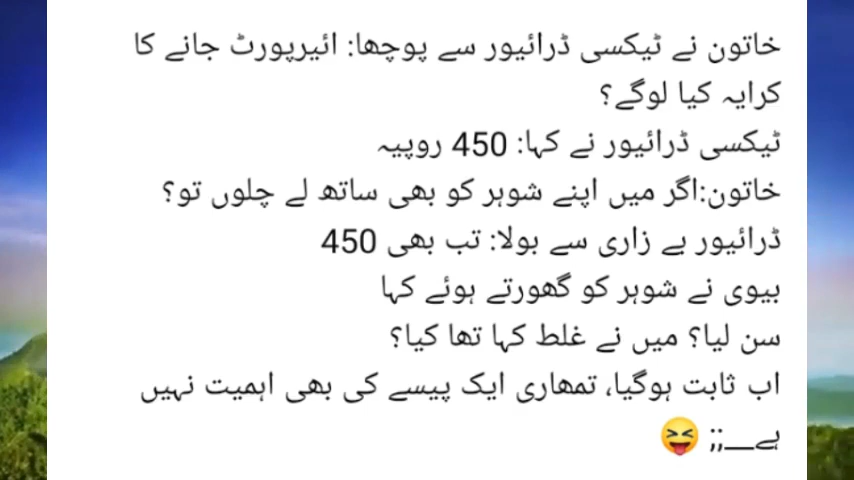 خاتون نے ٹیکسی ڈرائیور سے پوچھا: ائیرپورٹ جانے کا
کرایہ کیا لوگے؟
ٹیکسی ڈرائیور نے کہا: 450 روپیہ
خاتون:اگر میں اپنے شوہر کو بھی ساتھ لے چلوں تو؟
ڈرائیور بے زاری سے بولا: تب بھی 450
بیوی نے شوہر کو گھورتے ہوئے کہا
سن لیا؟ میں نے غلط کہا تھا کیا؟
اب ثابت ہوگیا، تمھاری ایک پیسے کی بھی اہمیت نہیں
ہے__;; 😝